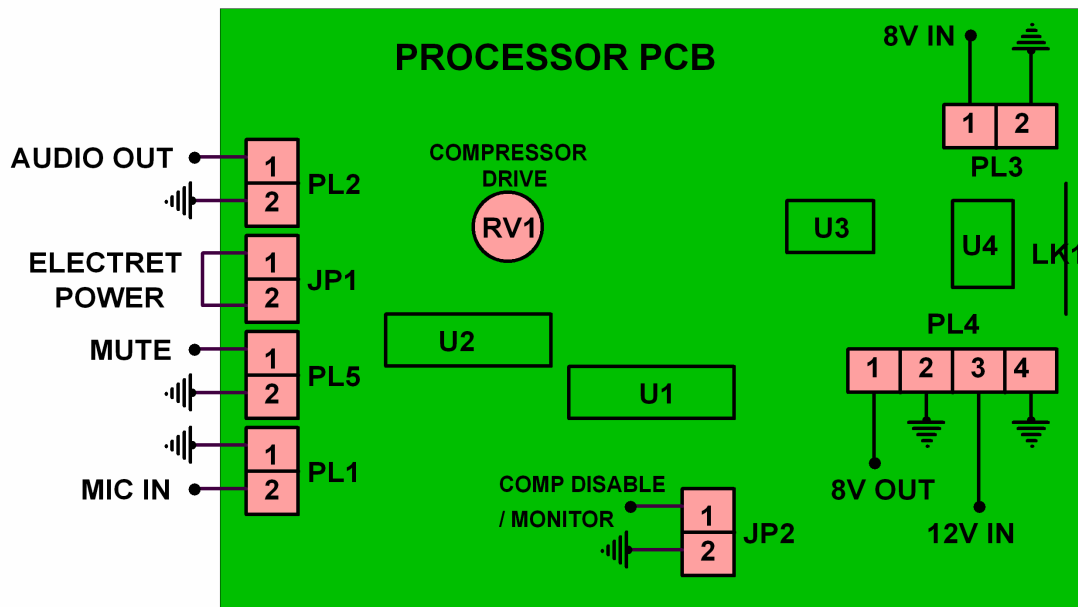 PROCESSOR PCB
8V IN
1 2
PL3
AUDIO OUT
1
2
PL2
COMPRESSOR
DRIVE
RV1
U3
U4
LK1
ELECTRET
POWER
1
2
JP1
U2
PL4
1 2 3 4
MUTE
1
2
PL5
U1
8V OUT
12V IN
1
2
PL1
MIC IN
COMP DISABLE
/ MONITOR
1
2
JP2